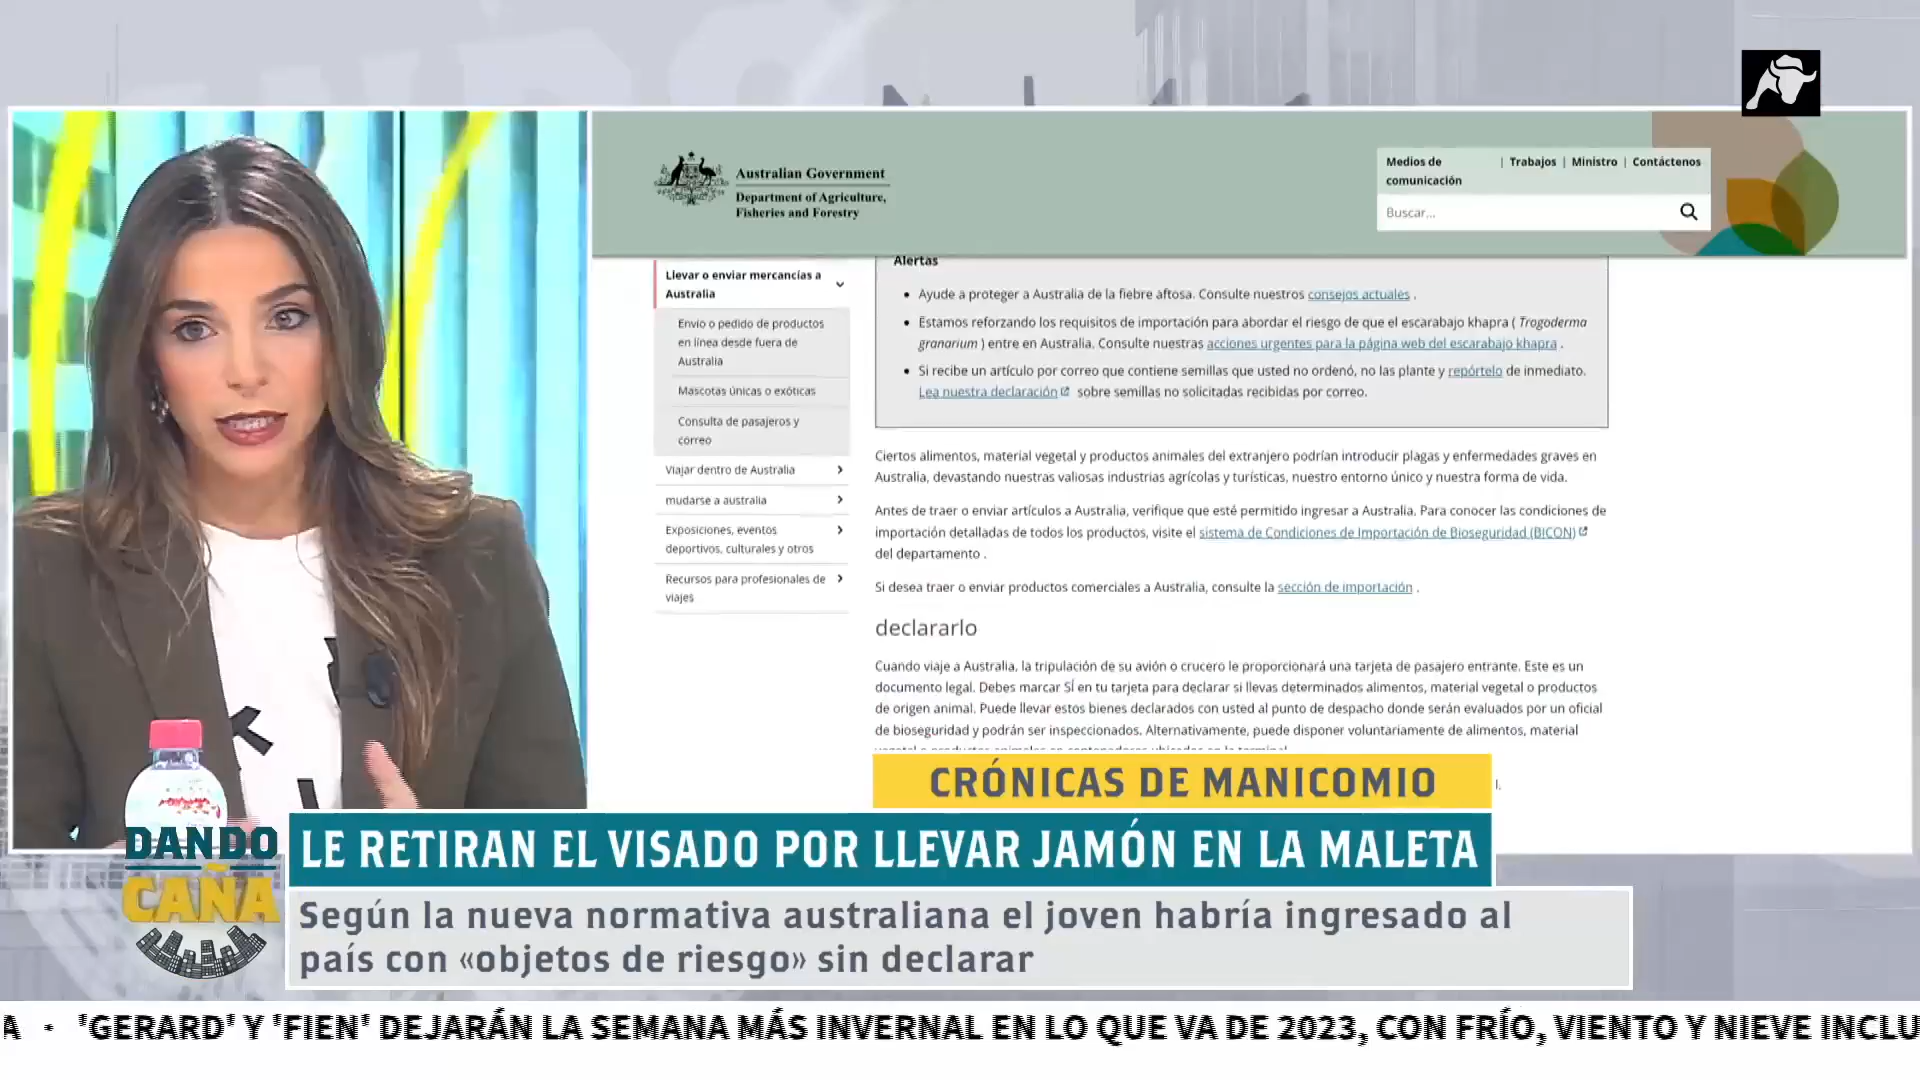 Australian Government
Department of Agriculture,
Fisheries and Forestry
Medios de
comunicación
| Trabajos | Ministro | Contáctenos
Buscar...
Llevar o enviar mercancías a
Australia
Envío o pedido de productos
en línea desde fuera de
Australia
Mascotas únicas o exóticas
Consulta de pasajeros y
correo
Viajar dentro de Australia
mudarse a australia
Exposiciones, eventos
deportivos, culturales y otros
Recursos para profesionales de
viajes
Alertas
• Ayude a proteger a Australia de la fiebre aftosa. Consulte nuestros consejos actuales .
• Estamos reforzando los requisitos de importación para abordar el riesgo de que el escarabajo khapra ( Trogoderma
granarium ) entre en Australia. Consulte nuestras acciones urgentes para la página web del escarabajo khapra .
• Si recibe un artículo por correo que contiene semillas que usted no ordenó, no las plante y repórtelo de inmediato.
Lea nuestra declaración sobre semillas no solicitadas recibidas por correo.
Ciertos alimentos, material vegetal y productos animales del extranjero podrían introducir plagas y enfermedades graves en
Australia, devastando nuestras valiosas industrias agrícolas y turísticas, nuestro entorno único y nuestra forma de vida.
Antes de traer o enviar artículos a Australia, verifique que esté permitido ingresar a Australia. Para conocer las condiciones de
importación detalladas de todos los productos, visite el sistema de Condiciones de Importación de Bioseguridad (BICON)
del departamento .
Si desea traer o enviar productos comerciales a Australia, consulte la sección de importación .
declararlo
Cuando viaje a Australia, la tripulación de su avión o crucero le proporcionará una tarjeta de pasajero entrante. Este es un
documento legal. Debes marcar SÍ en tu tarjeta para declarar si llevas determinados alimentos, material vegetal o productos
de origen animal. Puede llevar estos bienes declarados con usted al punto de despacho donde serán evaluados por un oficial
de bioseguridad y podrán ser inspeccionados. Alternativamente, puede disponer voluntariamente de alimentos, material
CRÓNICAS DE MANICOMIO
DANDO
CAÑA
LE RETIRAN EL VISADO POR LLEVAR JAMÓN EN LA MALETA
Según la nueva normativa australiana el joven habría ingresado al
país con «objetos de riesgo» sin declarar
A · 'GERARD' Y 'FIEN' DEJARÁN LA SEMANA MÁS INVERNAL EN LO QUE VA DE 2023, CON FRÍO, VIENTO Y NIEVE INCLU